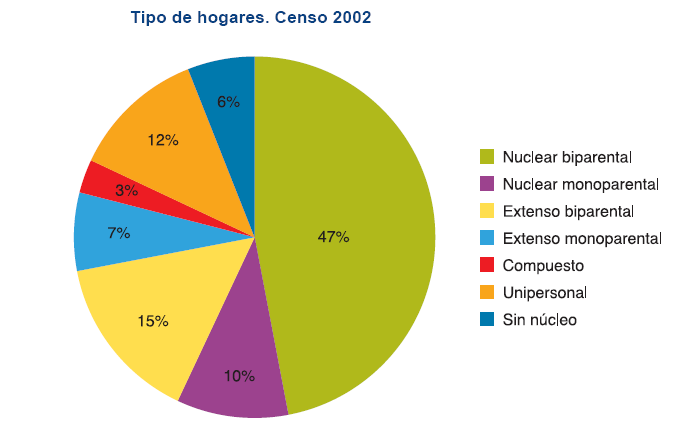 Tipo de hogares. Censo 2002
6%
12%
3%
7%
47%
15%
10%
Nuclear biparental
Nuclear monoparental
Extenso biparental
Extenso monoparental
Compuesto
Unipersonal
Sin núcleo